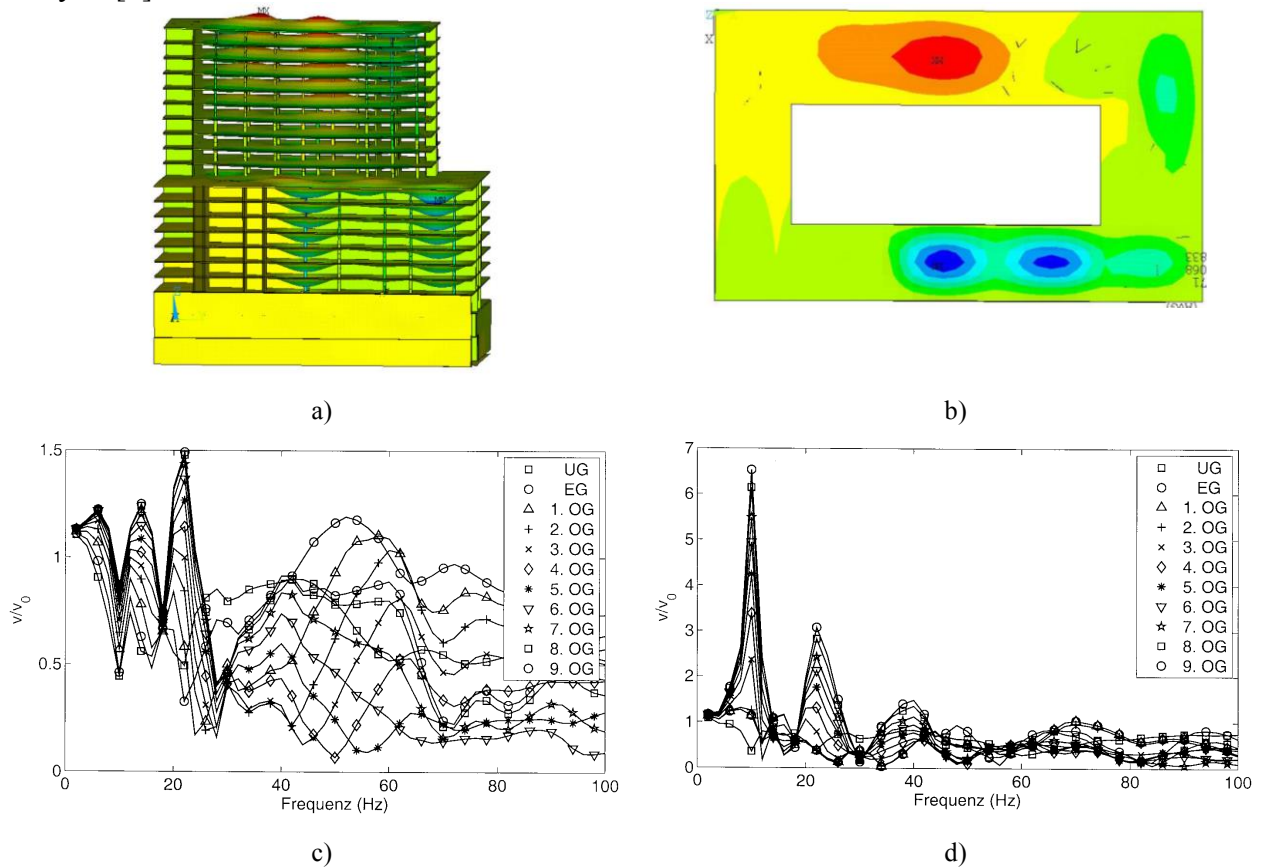 MX
Z
X
a)
b)
1.5
1
0.5
0
v/v0
0 20 40 60 80 100
Frequenz (Hz)
UG
EG
1. OG
2. OG
3. OG
4. OG
5. OG
6. OG
7. OG
8. OG
9. OG
c)
7
6
5
4
3
2
1
0
v/v0
0 20 40 60 80 100
Frequenz (Hz)
UG
EG
1. OG
2. OG
3. OG
4. OG
5. OG
6. OG
7. OG
8. OG
9. OG
d)